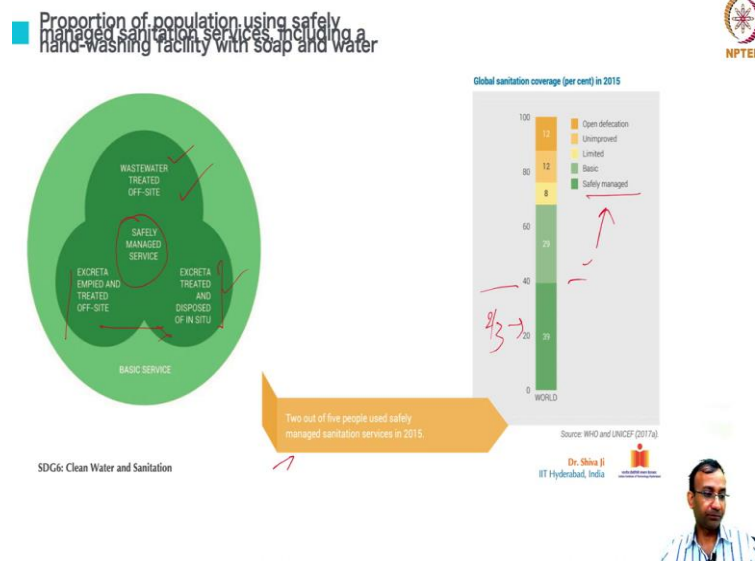 Proportion of population using safely
managed sanitation services, including a
hand-washing facility with soap and water
NPTEL
WASTEWATER
TREATED
OFF-SITE
SAFELY
MANAGED
SERVICE
EXCRETA
EMPIED AND
TREATED
OFF-SITE
EXCRETA
TREATED
AND
DISPOSED
OF IN SITU
BASIC SERVICE
Global sanitation coverage (per cent) in 2015
100
80
60
40
20
0
12
12
8
29
39
WORLD
Open defecation
Unimproved
Limited
Basic
Safely managed
2/3
Two out of five people used safely
managed sanitation services in 2015.
Source: WHO and UNICEF (2017a).
SDG6: Clean Water and Sanitation
Dr. Shiva Ji
IIT Hyderabad, India